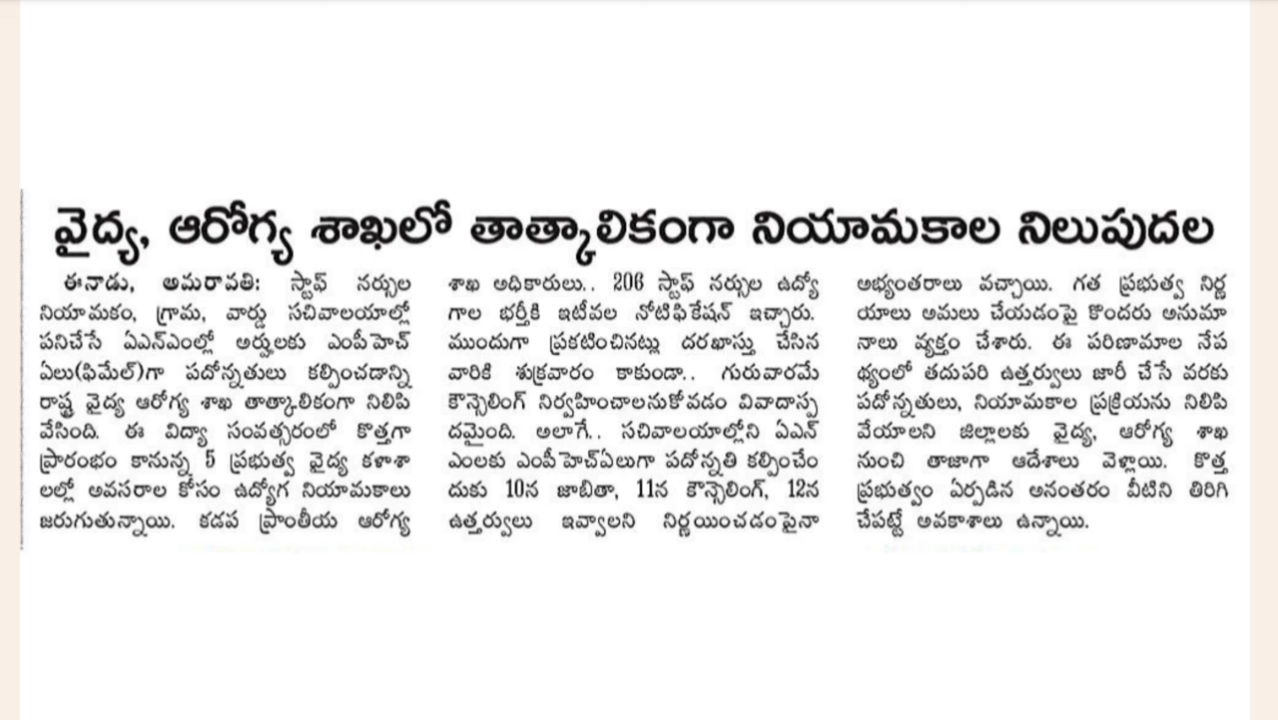 వైద్య, ఆరోగ్య శాఖలో తాత్కాలికంగా నియామకాల నిలుపుదల
ఈనాడు, అమరావతి: స్టాఫ్ నర్సుల
నియామకం, గ్రామ, వార్డు సచివాలయాల్లో
పనిచేసే ఏఎన్ఎంల్లో అర్హులకు ఎంపీహెచ్
ఏలు(ఫిమేల్)గా పదోన్నతులు కల్పించడాన్ని
రాష్ట్ర వైద్య ఆరోగ్య శాఖ తాత్కాలికంగా నిలిపి
వేసింది. ఈ విద్యా సంవత్సరంలో కొత్తగా
ప్రారంభం కానున్న 5 ప్రభుత్వ వైద్య కళాశా
లల్లో అవసరాల కోసం ఉద్యోగ నియామకాలు
జరుగుతున్నాయి. కడప ప్రాంతీయ ఆరోగ్య
శాఖ అధికారులు.. 206 స్టాఫ్ నర్సుల ఉద్యో
గాల భర్తీకి ఇటీవల నోటిఫికేషన్ ఇచ్చారు.
ముందుగా ప్రకటించినట్లు దరఖాస్తు చేసిన
వారికి శుక్రవారం కాకుండా.. గురువారమే
కౌన్సెలింగ్ నిర్వహించాలనుకోవడం వివాదాస్ప
దమైంది. అలాగే.. సచివాలయాల్లోని ఏఎన్
ఎంలకు ఎంపీహెచ్ఏలుగా పదోన్నతి కల్పించేం
దుకు 10న జాబితా, 11న కౌన్సెలింగ్, 12న
ఉత్తర్వులు ఇవ్వాలని నిర్ణయించడంపైనా
అభ్యంతరాలు వచ్చాయి. గత ప్రభుత్వ నిర్ణ
యాలు అమలు చేయడంపై కొందరు అనుమా
నాలు వ్యక్తం చేశారు. ఈ పరిణామాల నేప
థ్యంలో తదుపరి ఉత్తర్వులు జారీ చేసే వరకు
పదోన్నతులు, నియామకాల ప్రక్రియను నిలిపి
వేయాలని జిల్లాలకు వైద్య, ఆరోగ్య శాఖ
నుంచి తాజాగా ఆదేశాలు వెళ్లాయి. కొత్త
ప్రభుత్వం ఏర్పడిన అనంతరం వీటిని తిరిగి
చేపట్టే అవకాశాలు ఉన్నాయి.